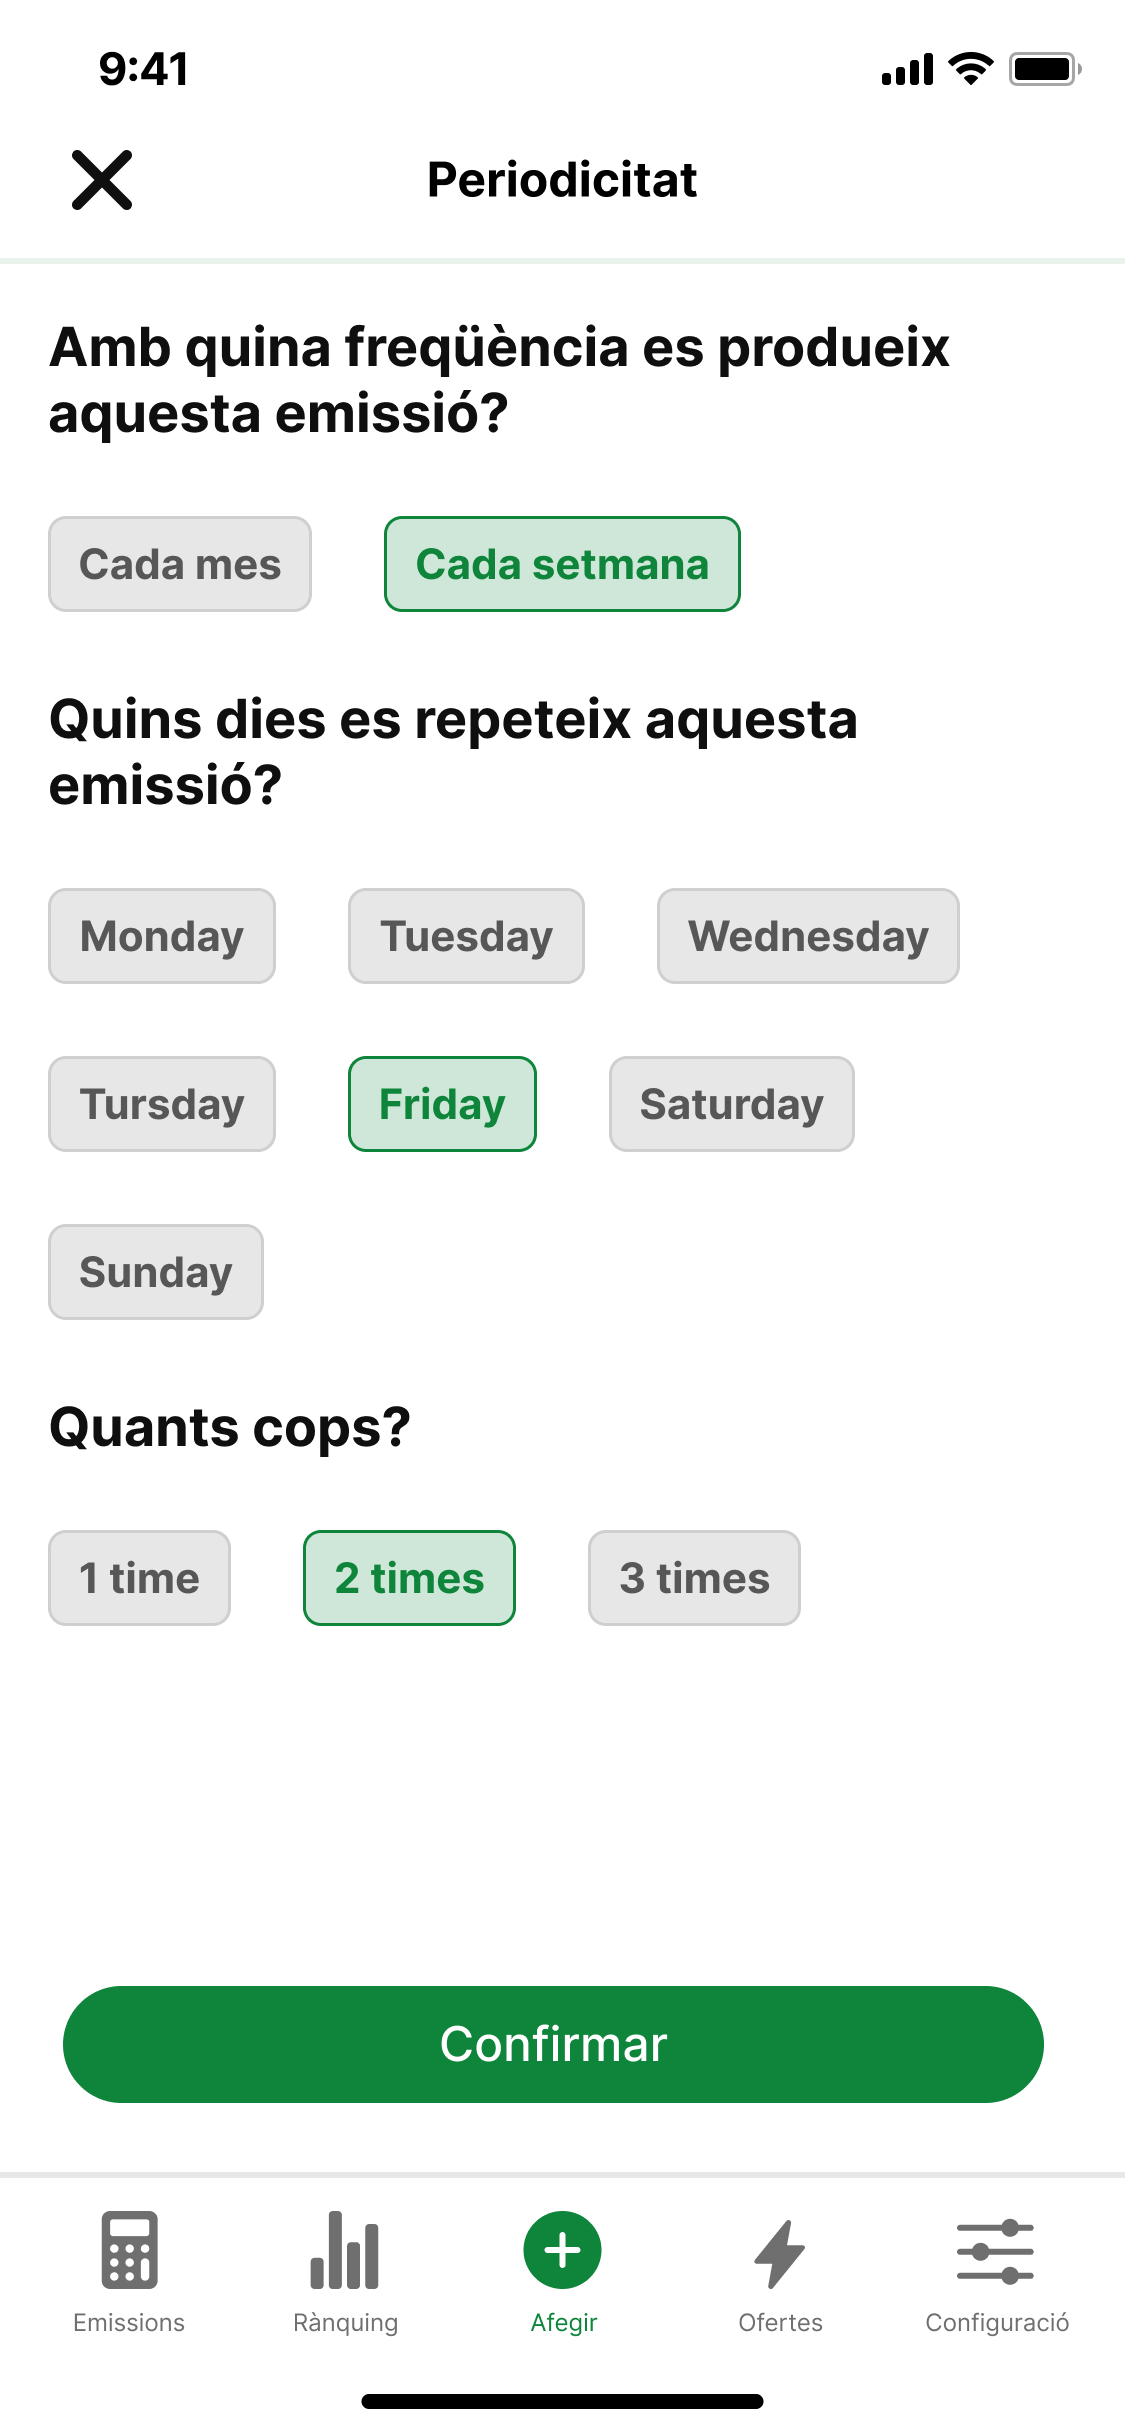 9:41
Periodicitat
Amb quina freqüència es produeix
aquesta emissió?
Cada mes
Cada setmana
Quins dies es repeteix aquesta
emissió?
Monday
Tuesday
Wednesday
Tursday
Friday
Saturday
Sunday
Quants cops?
1 time
2 times
3 times
Confirmar
Emissions
Rànquing
Afegir
Ofertes
Configuració